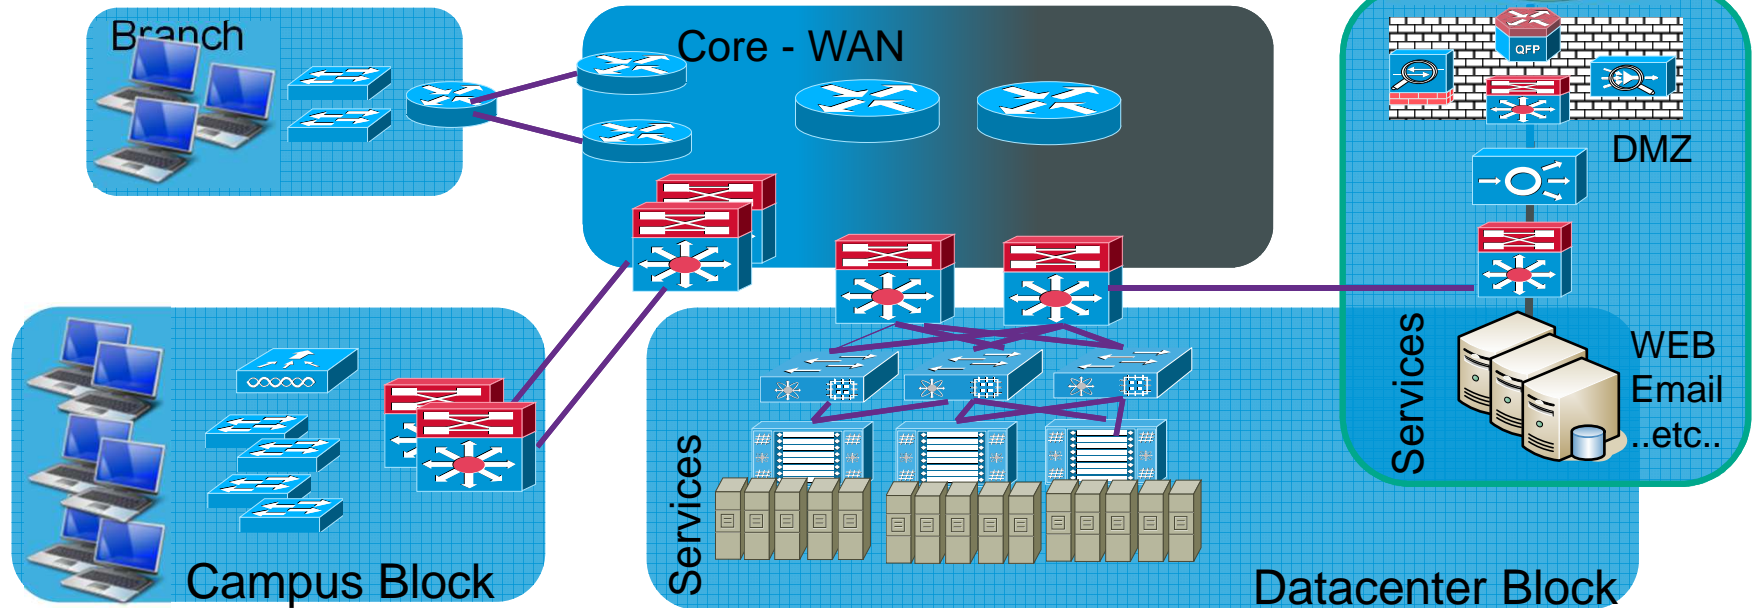 Branch
Core - WAN
QFP
DMZ
Services
WEB
Email
..etc..
Services
Campus Block
Datacenter Block